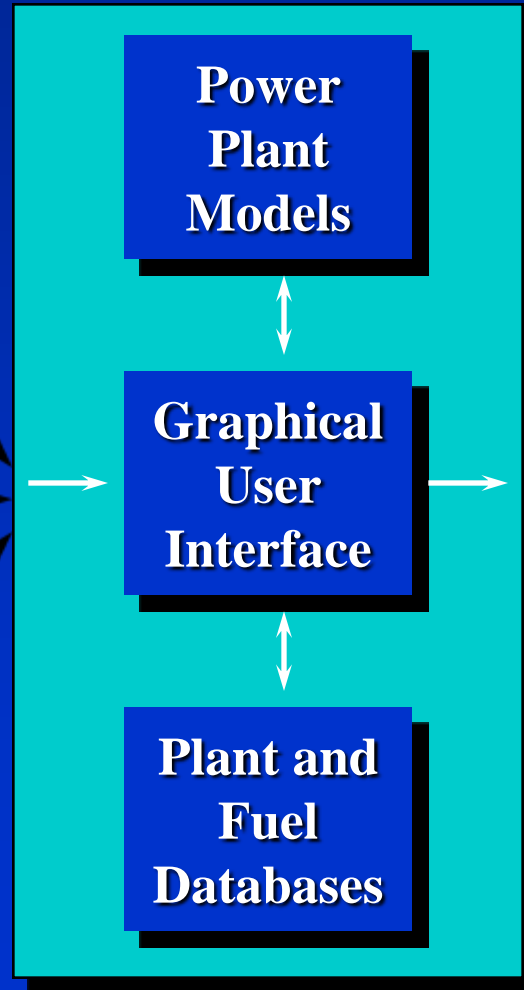 Power
Plant
Models
Graphical
User
Interface
Plant and
Fuel
Databases